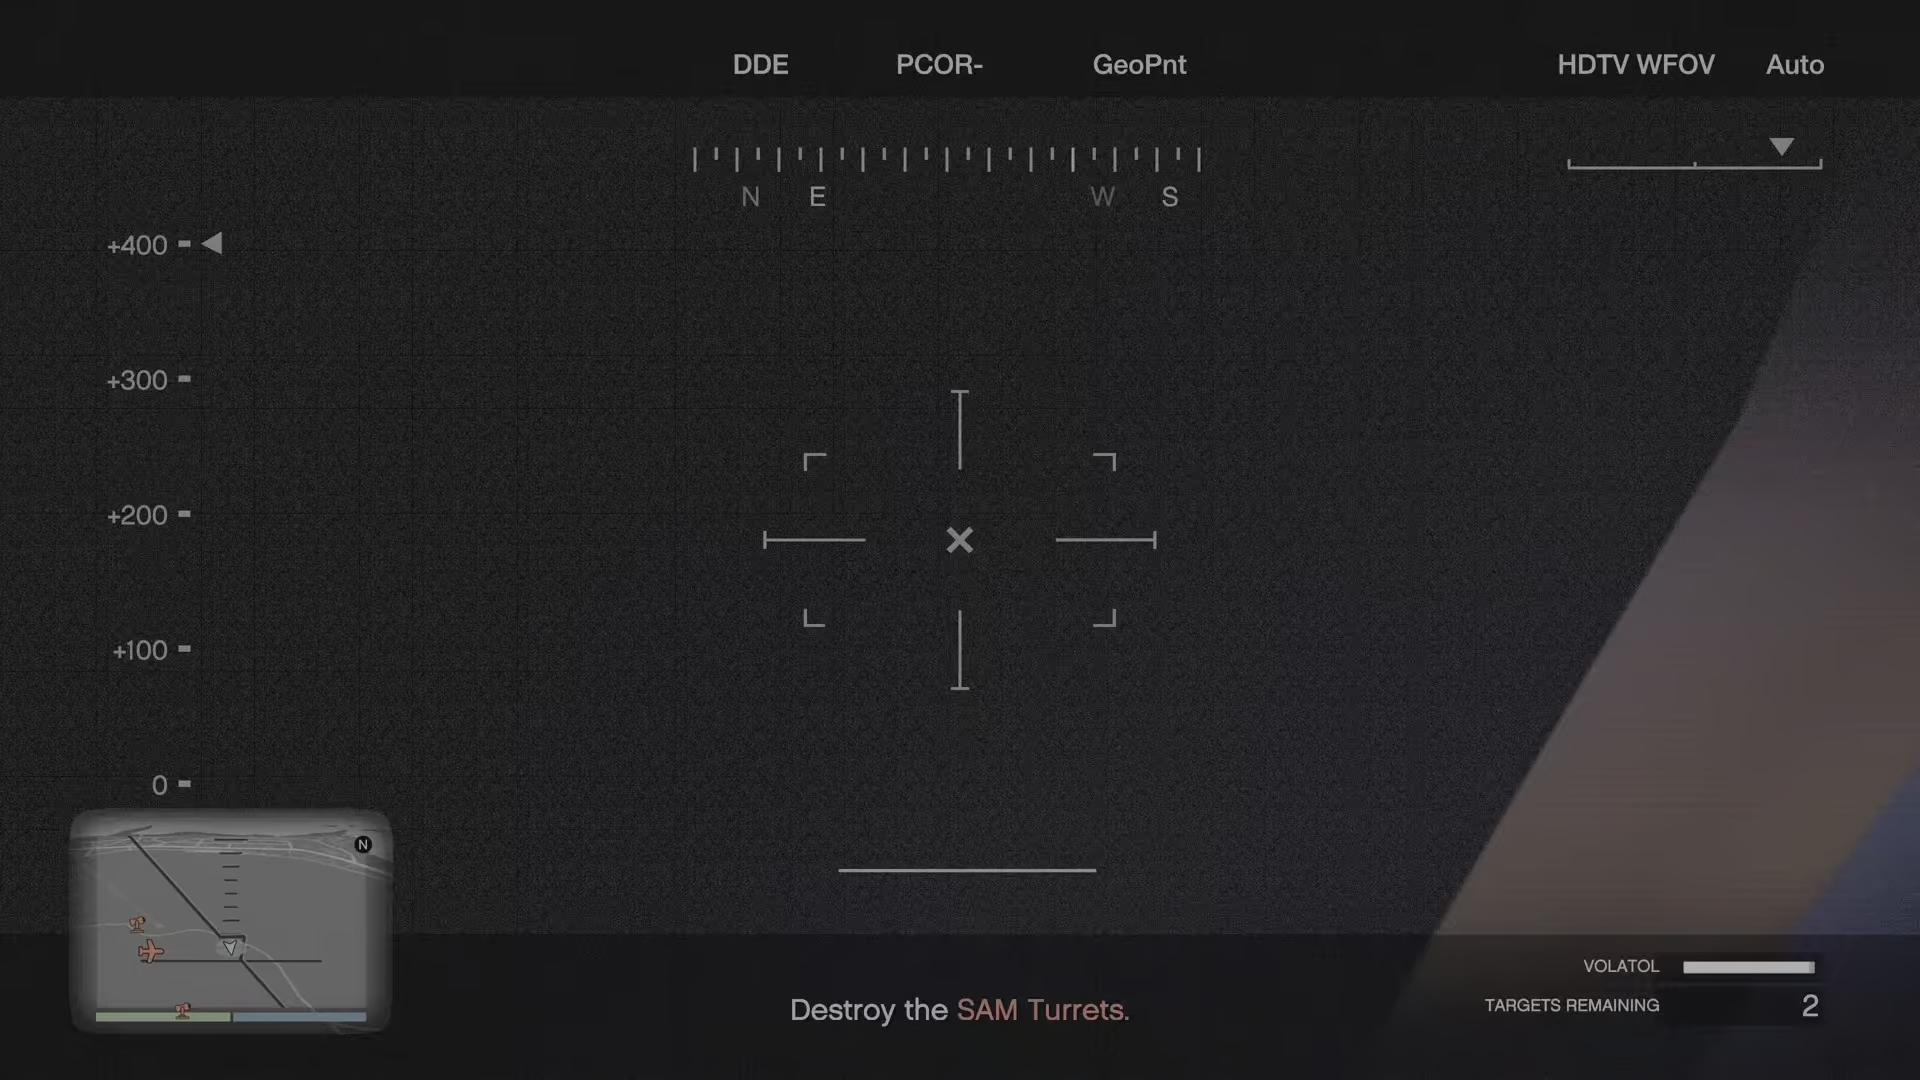 DDE PCOR- GeoPnt HDTV WFOV Auto
N E W S
+400
+300
+200
+100
0
N
VOLATOL
Destroy the SAM Turrets.
TARGETS REMAINING 2